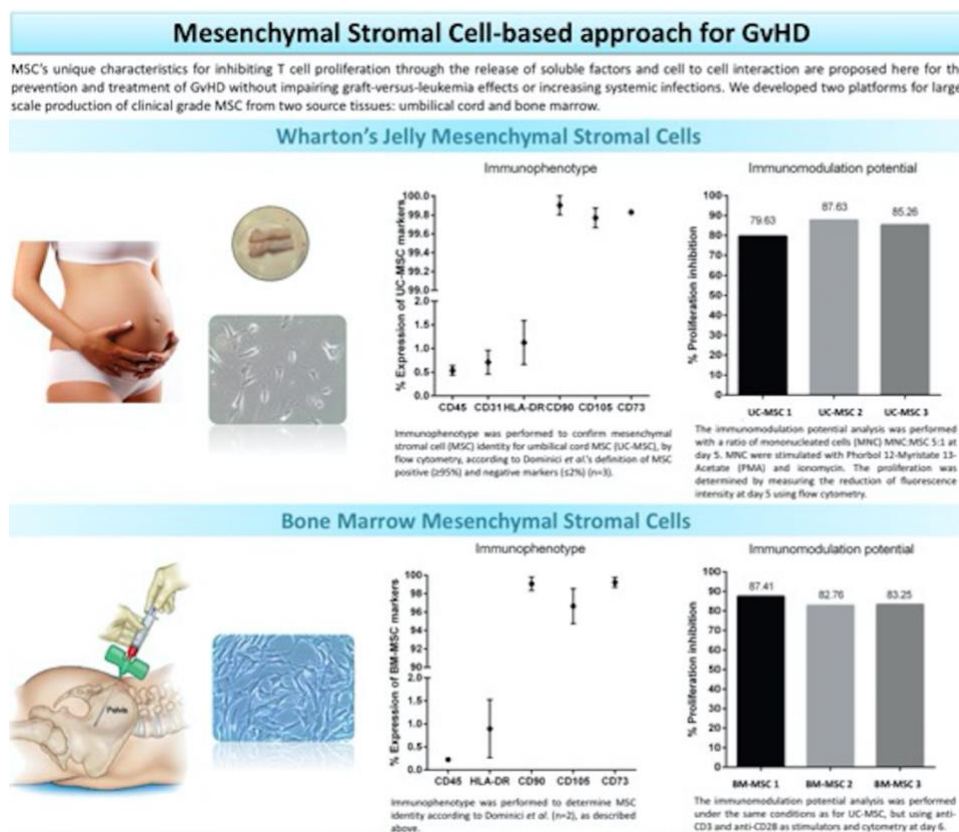 Mesenchymal Stromal Cell-based approach for GvHD
MSC's unique characteristics for inhibiting T cell proliferation through the release of soluble factors and cell to cell interaction are proposed here for th
prevention and treatment of GvHD without impairing graft-versus-leukemia effects or increasing systemic infections. We developed two platforms for large
scale production of clinical grade MSC from two source tissues: umbilical cord and bone marrow.
Wharton's Jelly Mesenchymal Stromal Cells
Immunophenotype
% Expression of UC-MSC markers
100.0
99.8
99.6
99.4
99.2
99.0
2.0
1.5
1.0
0.5
0.0
CD45 CD31 HLA-DR CD90 CD105 CD73
Immunophenotype was performed to confirm mesenchymal
stromal cell (MSC) identity for umbilical cord MSC (UC-MSC), by
flow cytometry, according to Dominici et al.'s definition of MSC
positive (≥95%) and negative markers (≤2%) (n=3).
Immunomodulation potential
% Proliferation inhibition
100
90
80
70
60
50
40
30
20
10
0
79.63
87.63
85.26
UC-MSC 1 UC-MSC 2 UC-MSC 3
The immunomodulation potential analysis was performed
with a ratio of mononucleated cells (MNC) MNC:MSC 5:1 at
day 5. MNC were stimulated with Phorbol 12-Myristate 13-
Acetate (PMA) and ionomycin. The proliferation was
determined by measuring the reduction of fluorescence
intensity at day 5 using flow cytometry.
Bone Marrow Mesenchymal Stromal Cells
Pelvis
Immunophenotype
% Expression of BM-MSC markers
100
98
96
94
92
90
2.0
1.5
1.0
0.5
0.0
CD45 HLA-DR CD90 CD105 CD73
Immunophenotype was performed to determine MSC
identity according to Dominici et al. (n=2), as described
above.
Immunomodulation potential
% Proliferation inhibition
100
90
80
70
60
50
40
30
20
10
0
87.41
82.76
83.25
BM-MSC 1 BM-MSC 2 BM-MSC 3
The immunomodulation potential analysis was performed
under the same conditions as for UC-MSC, but using anti-
CD3 and anti-CD28 as stimulators and cytometry at day 6.